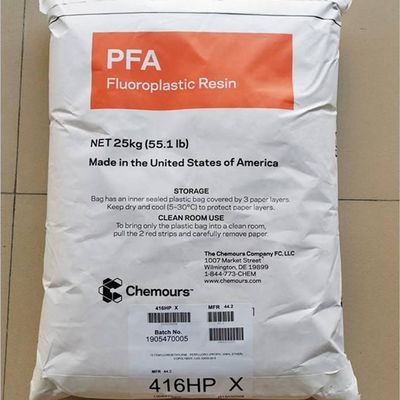 PFA
Fluoroplastic Resin
NET 25kg (55.1 lb)
Made in the United States of America
STORAGE
Bag has an inner sealed plastic bag covered by 3 paper layers.
Keep dry and cool (5-30°C) to protect paper layers.
CLEAN ROOM USE
To bring only the plastic bag into a clean room,
pull the 2 red strips and carefully remove paper.
The Chemours Company FC, LLC
1007 Market Street
Wilmington, DE 19899
1-844-773-CHEM
www.chemours.com
Chemours™
416HP X
MFR 44.2
Batch No.
1905470005
MFR 44.2
416HP X